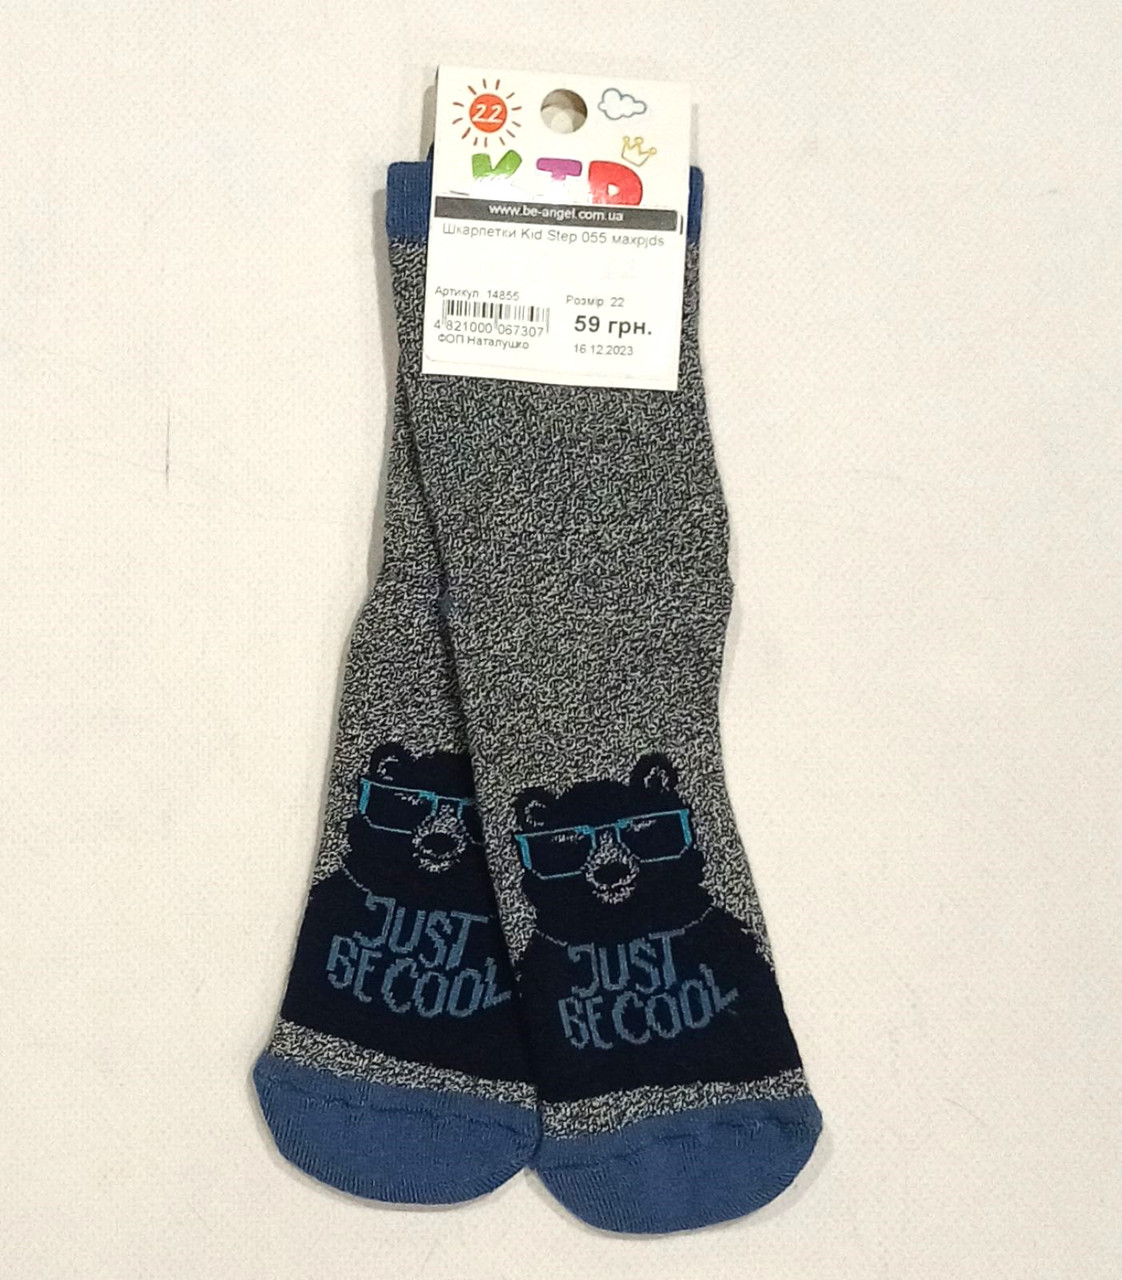 22
KID
www.be-angel.com.ua
Шкарпетки Kid Step 055 махрjds
Артикул 14855
Розмір 22
4 821000 067307
59 грн.
ФОП Наталушко
16.12.2023
JUST
BE COOL
JUST
BE COOL